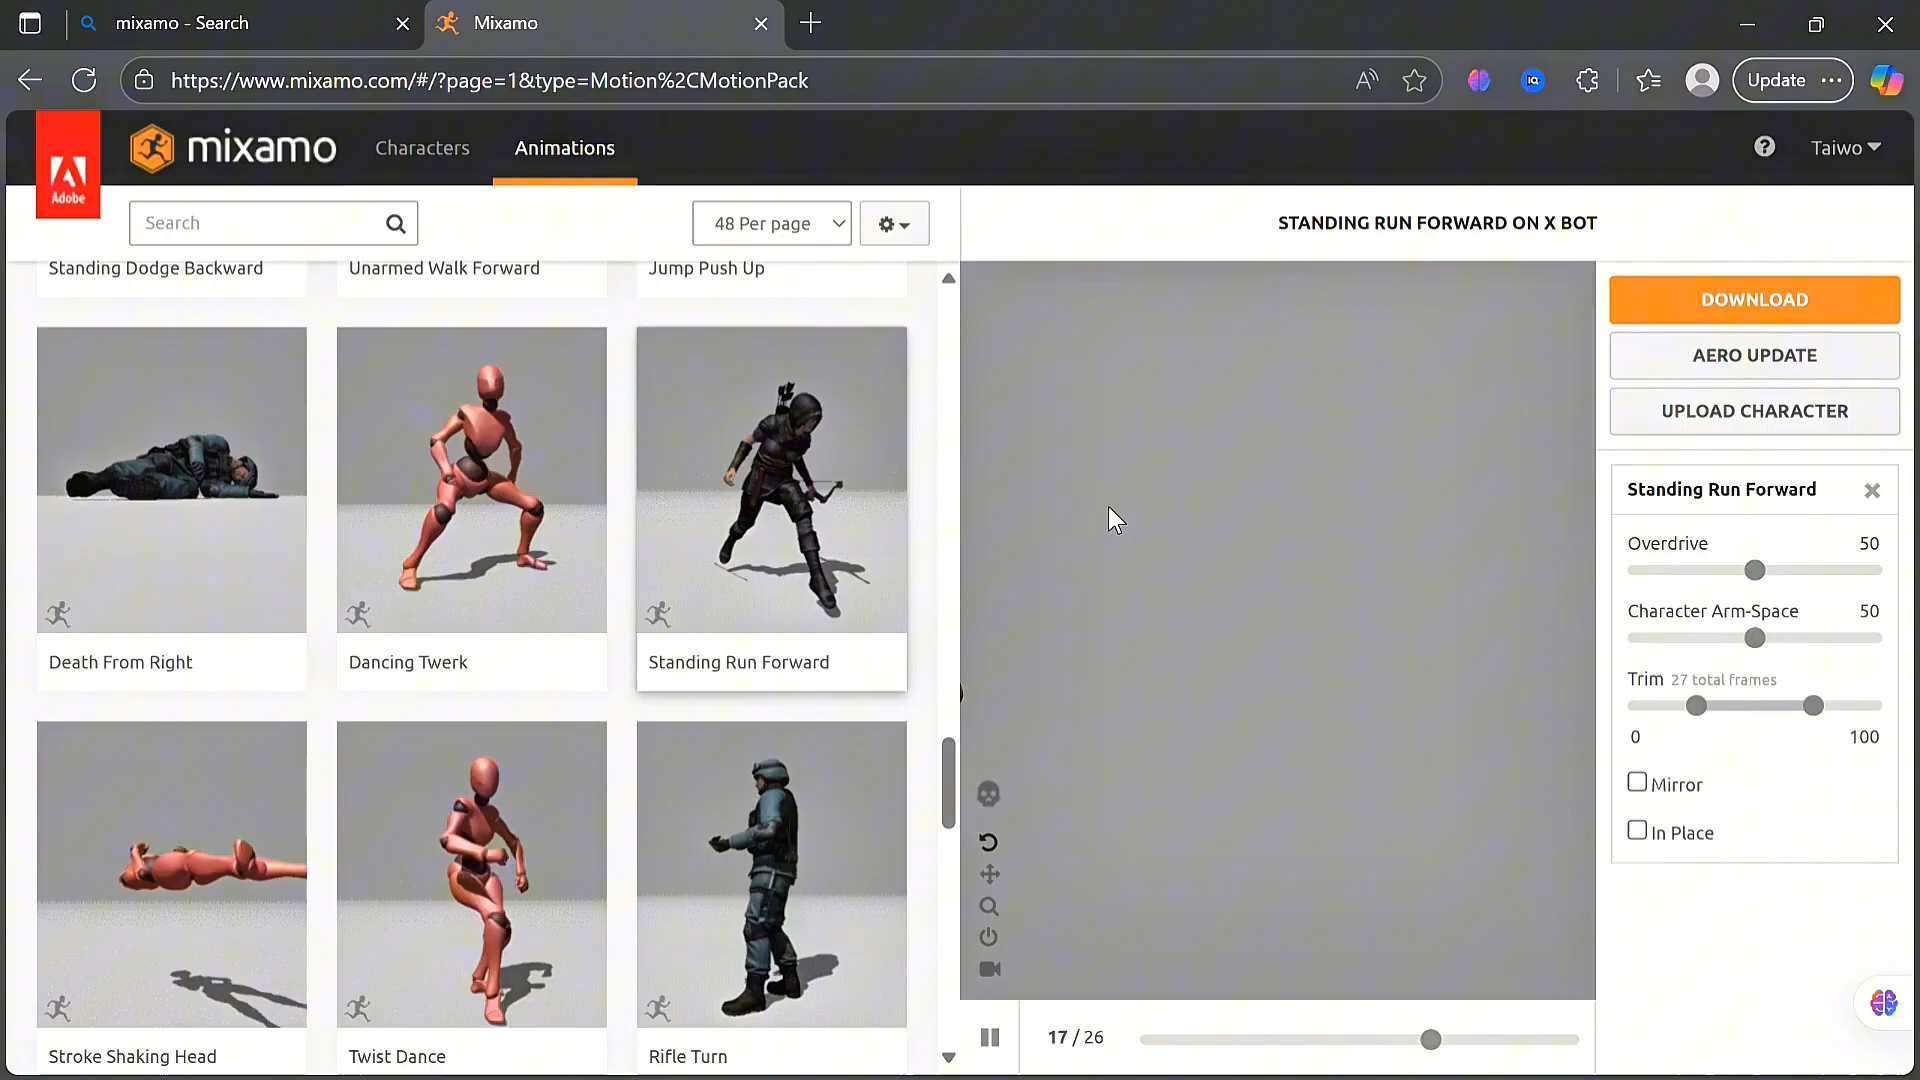 mixamo - Search
Mixamo
https://www.mixamo.com/#/?page=1&type=Motion%2CMotionPack
Update
Adobe
mixamo
Characters
Animations
Taiwo
Search
48 Per page
STANDING RUN FORWARD ON X BOT
Standing Dodge Backward
Unarmed Walk Forward
Jump Push Up
DOWNLOAD
AERO UPDATE
UPLOAD CHARACTER
Standing Run Forward
Overdrive 50
Character Arm-Space 50
Trim 27 total frames
0 100
Mirror
In Place
Death From Right
Dancing Twerk
Standing Run Forward
Stroke Shaking Head
Twist Dance
Rifle Turn
17 / 26